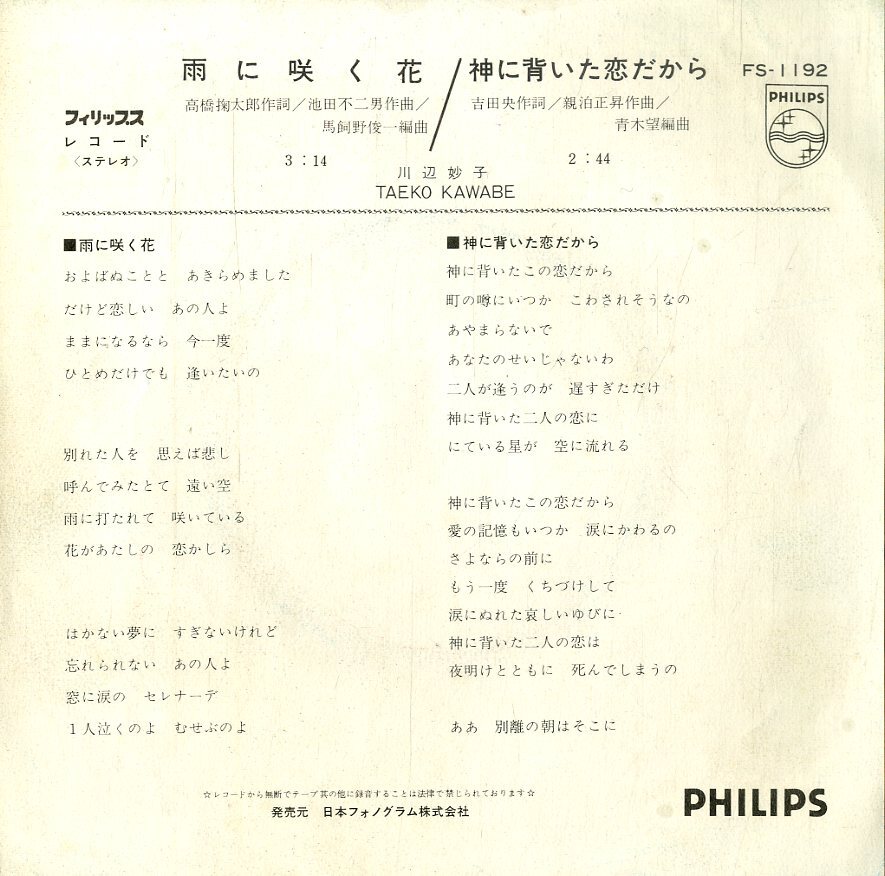 雨に咲く花／神に背いた恋だから FS-1192
高橋掬太郎作詞／池田不二男作曲／
馬飼野俊一編曲
3：14
吉田央作詞／親泊正昇作曲／
青木望編曲
2：44
フィリップス
レコード
〈ステレオ〉
PHILIPS
川辺妙子
TAEKO KAWABE
■雨に咲く花
およばぬことと　あきらめました
だけど恋しい　あの人よ
ままになるなら　今一度
ひとめだけでも　逢いたいの
別れた人を　思えば悲し
呼んでみたとて　遠い空
雨に打たれて　咲いている
花があたしの　恋かしら
はかない夢に　すぎないけれど
忘れられない　あの人よ
窓に涙の　セレナーデ
１人泣くのよ　むせぶのよ
■神に背いた恋だから
神に背いたこの恋だから
町の噂にいつか　こわされそうなの
あやまらないで
あなたのせいじゃないわ
二人が逢うのが　遅すぎただけ
神に背いた二人の恋に
にている星が　空に流れる
神に背いたこの恋だから
愛の記憶もいつか　涙にかわるの
さよならの前に
もう一度　くちづけして
涙にぬれた哀しいゆびに
神に背いた二人の恋は
夜明けとともに　死んでしまうの
ああ　別離の朝はそこに
☆レコードから無断でテープ其の他に録音することは法律で禁じられております☆
発売元　日本フォノグラム株式会社
PHILIPS